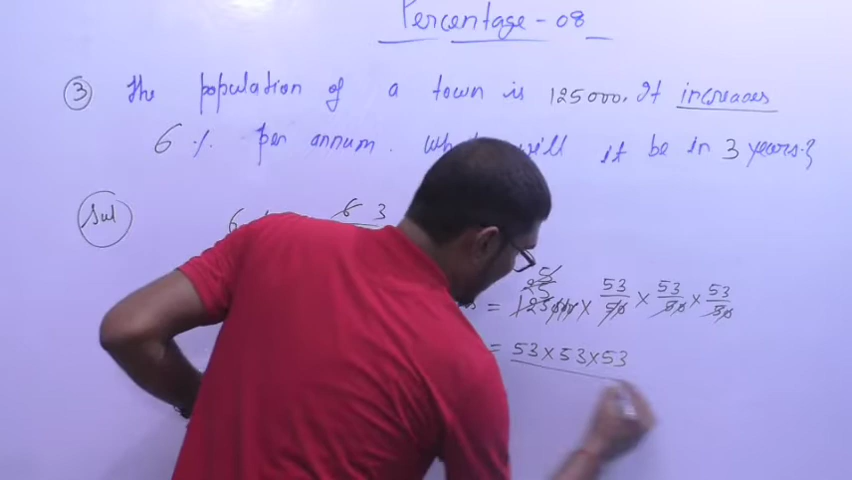 Percentage - 08
③ The population of a town is 125000. It increases
6 % per annum. will it be in 3 years?
Sol
6 3
5
25
= 125000 × 53/50 × 53/50 × 53/50
= 53 × 53 × 53